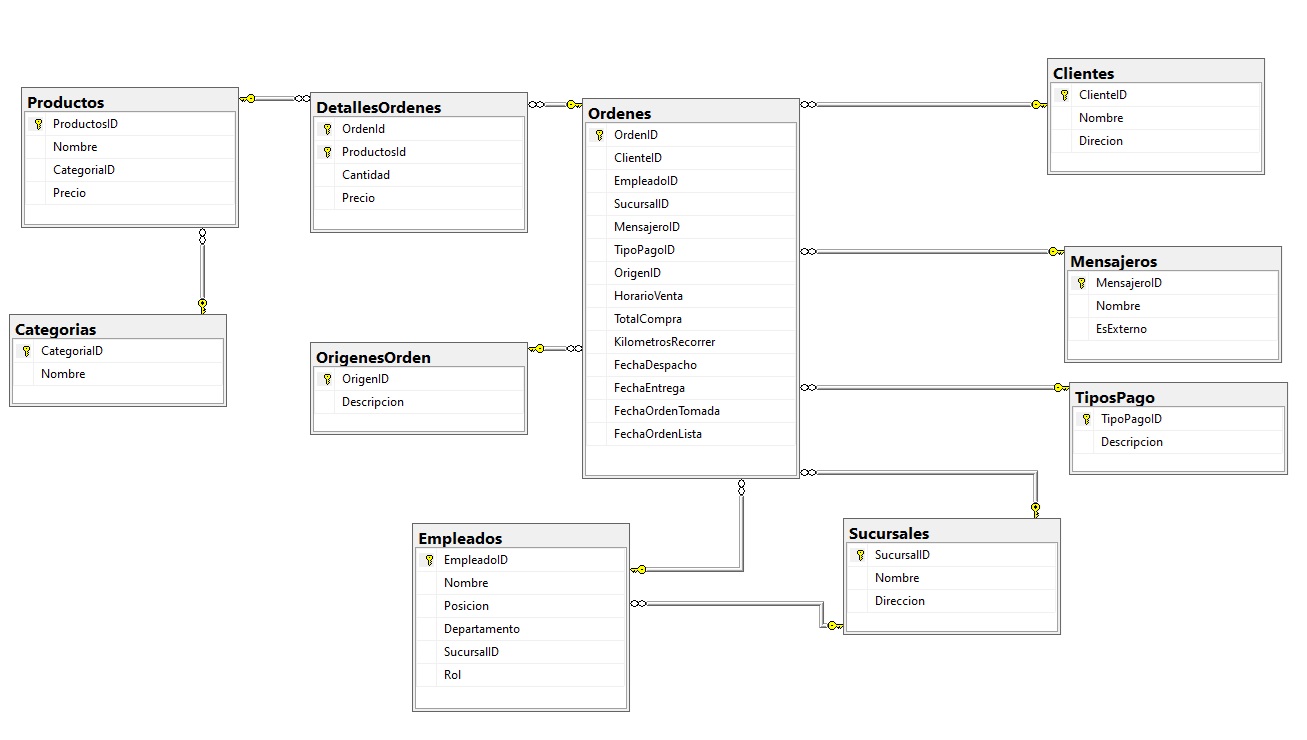 Productos
ProductosID
Nombre
CategoriaID
Precio
DetallesOrdenes
OrdenId
ProductosId
Cantidad
Precio
Ordenes
OrdenID
ClienteID
EmpleadoID
SucursalID
MensajeroID
TipoPagoID
OrigenID
HorarioVenta
TotalCompra
KilometrosRecorrer
FechaDespacho
FechaEntrega
FechaOrdenTomada
FechaOrdenLista
Clientes
ClienteID
Nombre
Direcion
Mensajeros
MensajeroID
Nombre
EsExterno
Categorias
CategoriaID
Nombre
OrigenesOrden
OrigenID
Descripcion
TiposPago
TipoPagoID
Descripcion
Empleados
EmpleadoID
Nombre
Posicion
Departamento
SucursalID
Rol
Sucursales
SucursalID
Nombre
Direccion